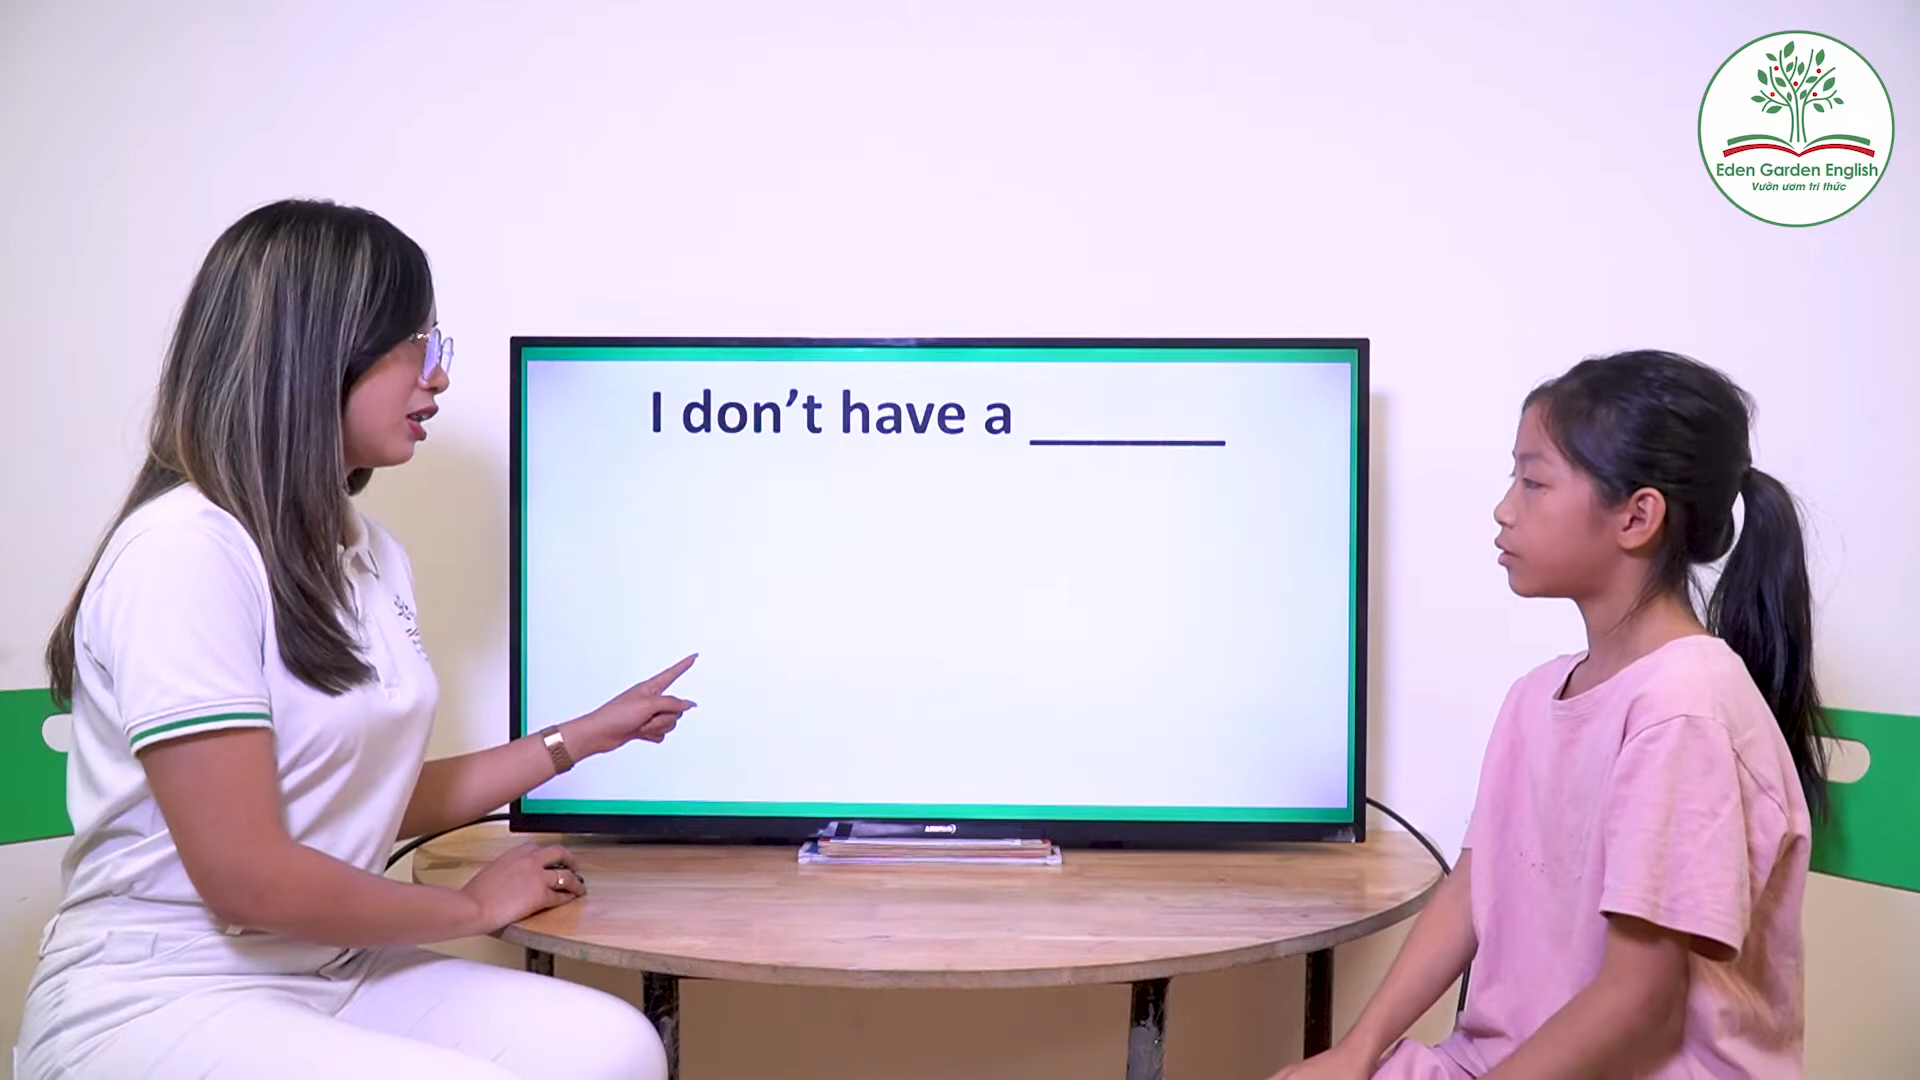 Eden Garden English
Vườn ươm tri thức
I don't have a _______